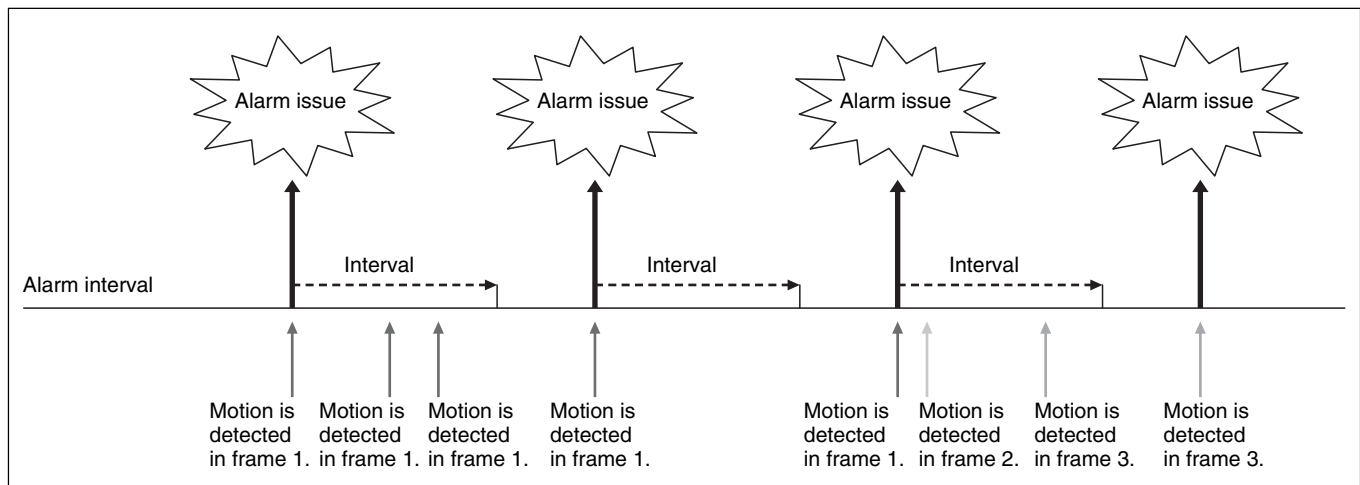 Alarm issue
Alarm issue
Alarm issue
Alarm issue
Interval
Interval
Interval
Alarm interval
Motion is
detected
in frame 1.
Motion is
detected
in frame 1.
Motion is
detected
in frame 1.
Motion is
detected
in frame 1.
Motion is
detected
in frame 1.
Motion is
detected
in frame 2.
Motion is
detected
in frame 3.
Motion is
detected
in frame 3.